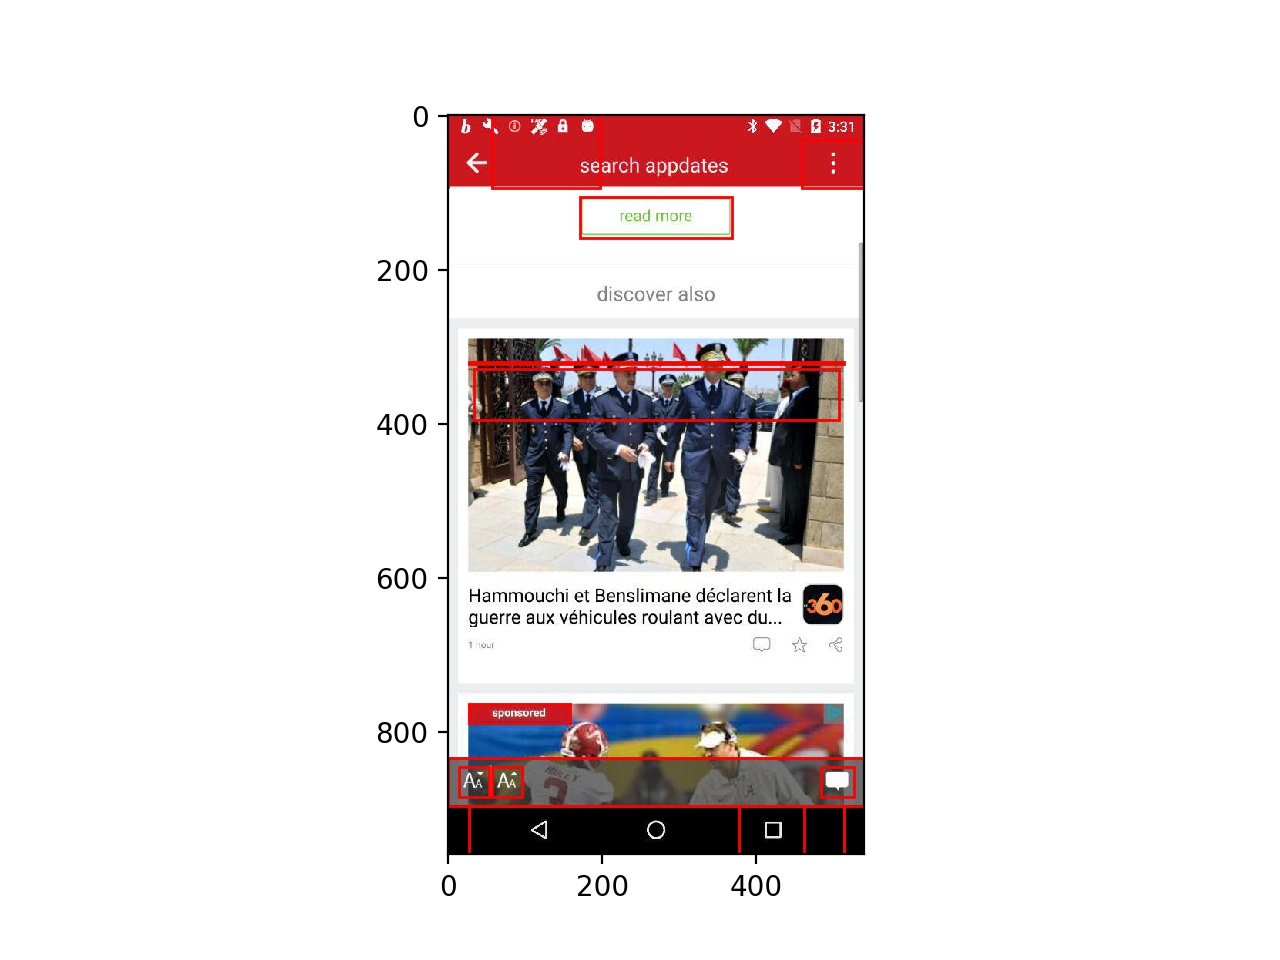 0
3:31
search appdates
read more
200
discover also
400
600
Hammouchi et Benslimane déclarent la
guerre aux véhicules roulant avec du...
360
1 hour
800
sponsored
AA AA
0 200 400